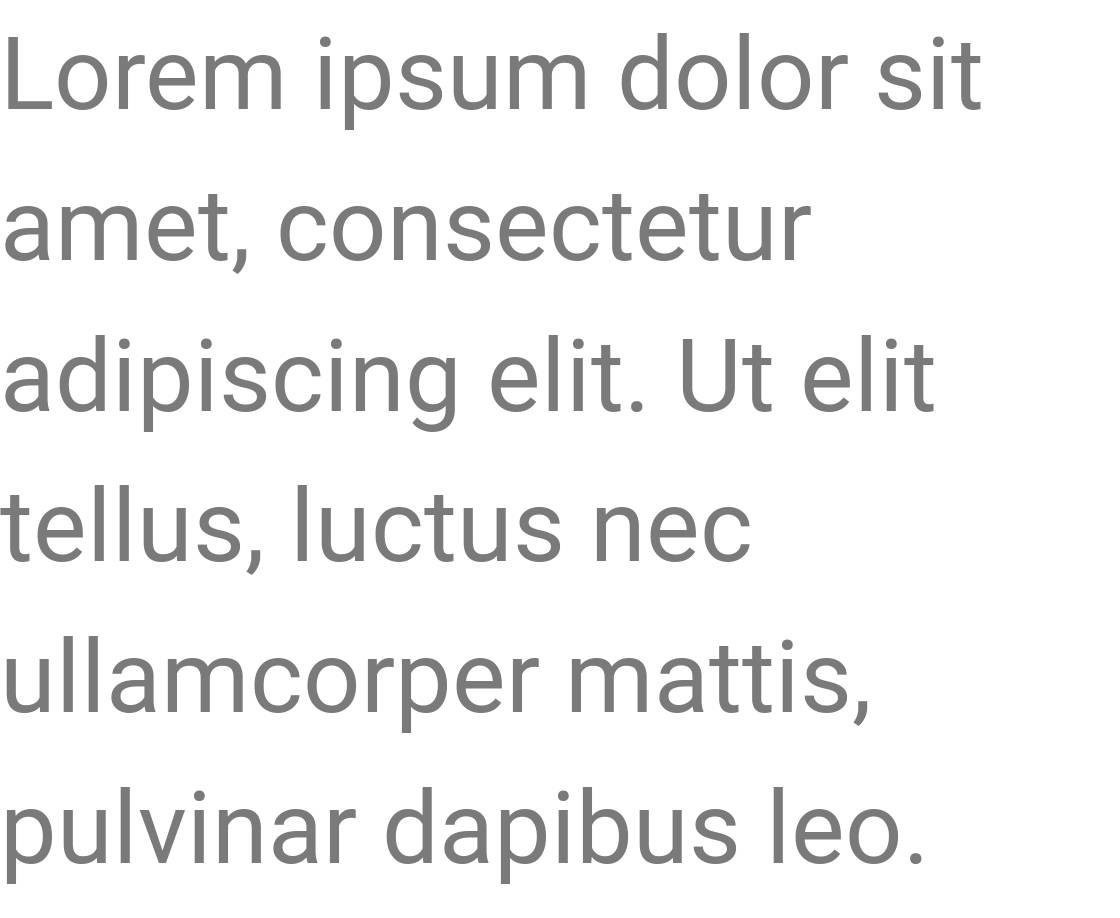 Lorem ipsum dolor sit
amet, consectetur
adipiscing elit. Ut elit
tellus, luctus nec
ullamcorper mattis,
pulvinar dapibus leo.